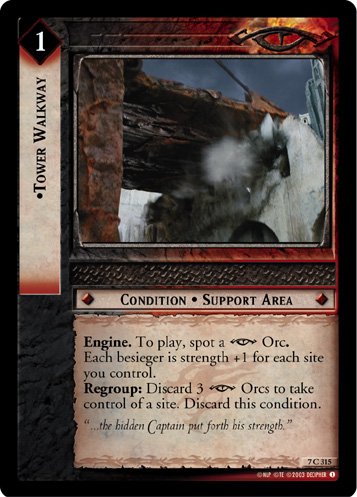 1
•Tower Walkway
Condition • Support Area
Engine. To play, spot a Orc.
Each besieger is strength +1 for each site
you control.
Regroup: Discard 3 Orcs to take
control of a site. Discard this condition.
"...the hidden Captain put forth his strength."
7 C 315
©NLP ©TE ©2003 DECIPHER